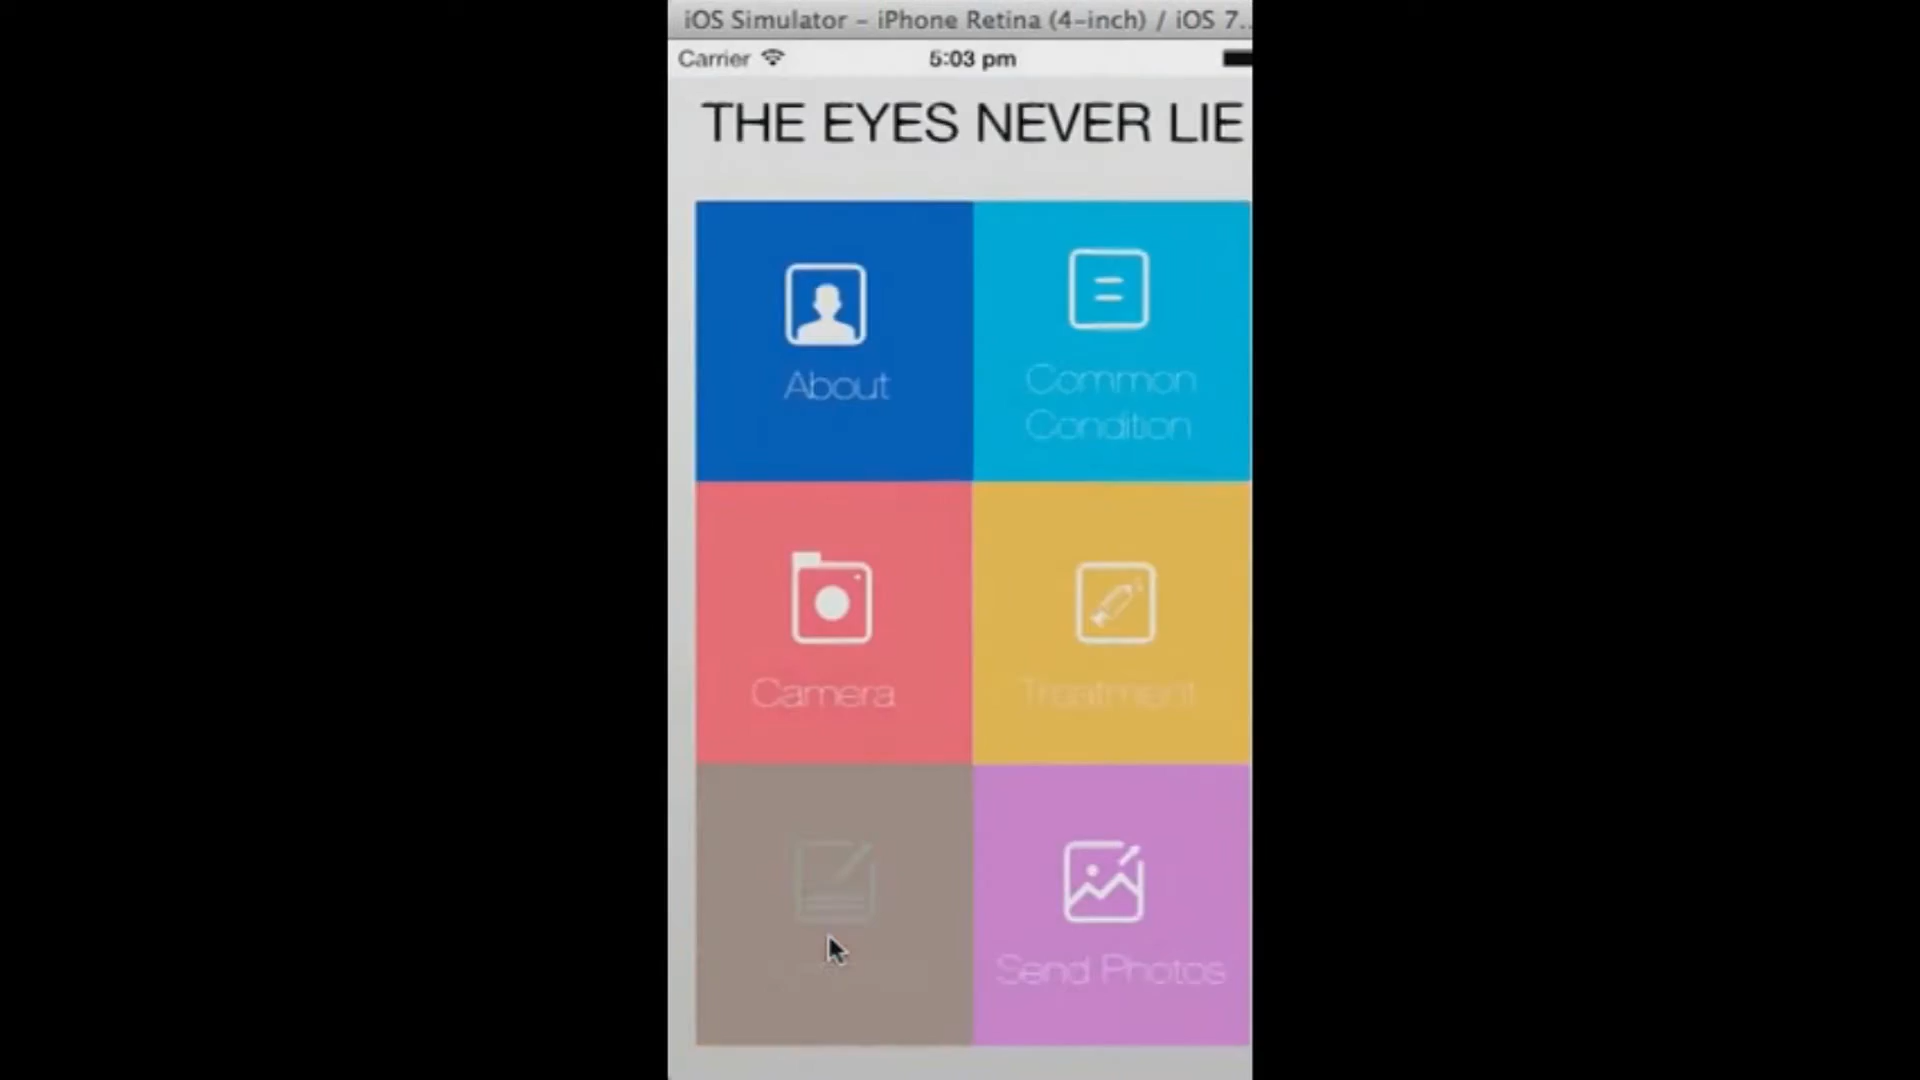 iOS Simulator - iPhone Retina (4-inch) / iOS 7...
Carrier 5:03 pm
THE EYES NEVER LIE
About
Common
Condition
Camera
Treatment
Send Photos